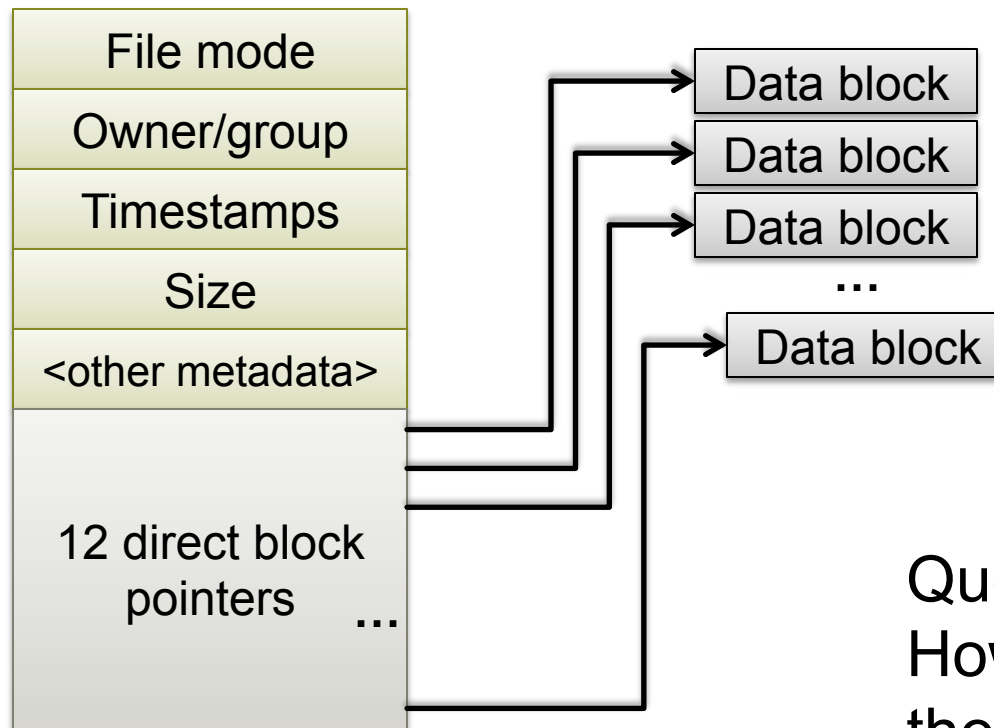 File mode
Owner/group
Timestamps
Size
<other metadata>
12 direct block
pointers ...
Data block
Data block
Data block
...
Data block